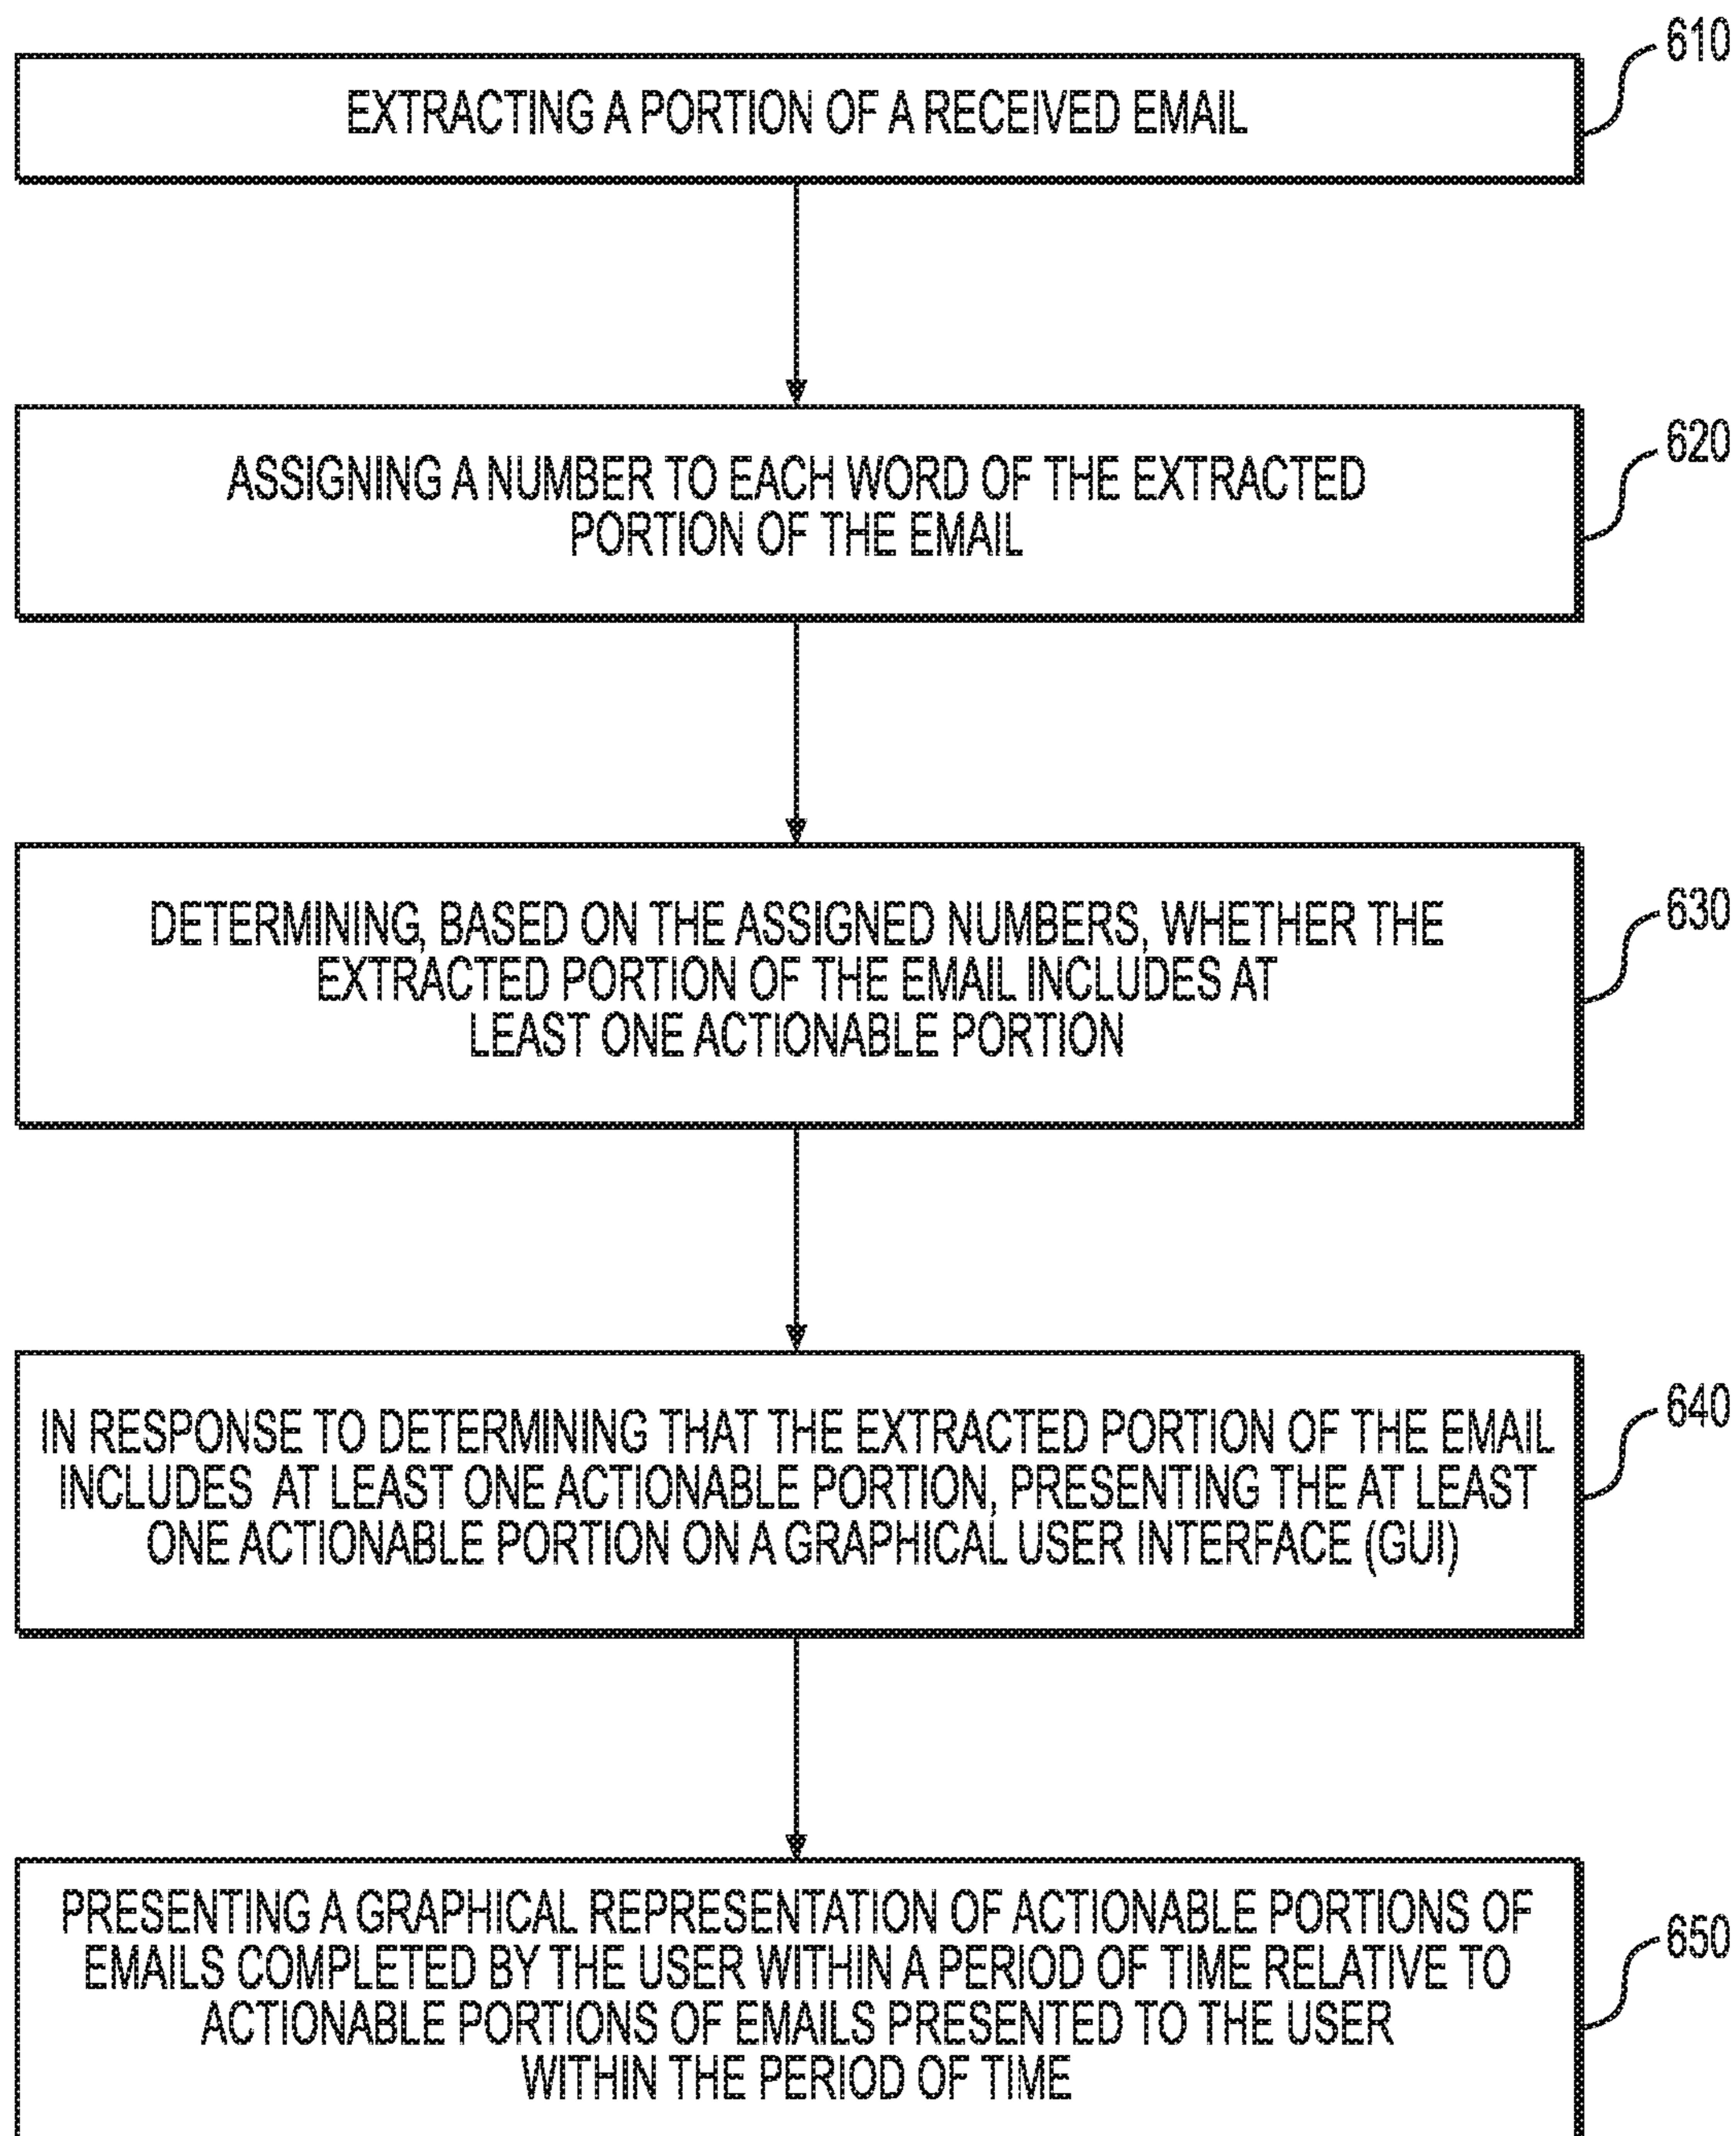 610
EXTRACTING A PORTION OF A RECEIVED EMAIL
620
ASSIGNING A NUMBER TO EACH WORD OF THE EXTRACTED
PORTION OF THE EMAIL
630
DETERMINING, BASED ON THE ASSIGNED NUMBERS, WHETHER THE
EXTRACTED PORTION OF THE EMAIL INCLUDES AT
LEAST ONE ACTIONABLE PORTION
640
IN RESPONSE TO DETERMINING THAT THE EXTRACTED PORTION OF THE EMAIL
INCLUDES AT LEAST ONE ACTIONABLE PORTION, PRESENTING THE AT LEAST
ONE ACTIONABLE PORTION ON A GRAPHICAL USER INTERFACE (GUI)
650
PRESENTING A GRAPHICAL REPRESENTATION OF ACTIONABLE PORTIONS OF
EMAILS COMPLETED BY THE USER WITHIN A PERIOD OF TIME RELATIVE TO
ACTIONABLE PORTIONS OF EMAILS PRESENTED TO THE USER
WITHIN THE PERIOD OF TIME